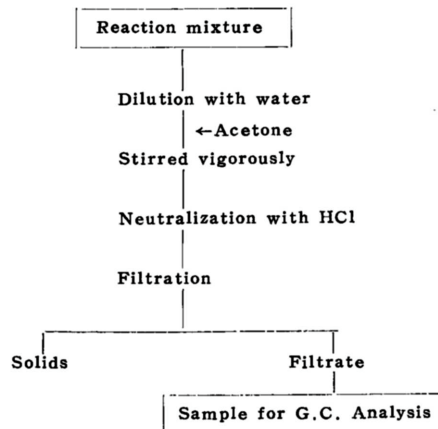 Reaction mixture
Dilution with water
←Acetone
Stirred vigorously
Neutralization with HCl
Filtration
Solids
Filtrate
Sample for G.C. Analysis